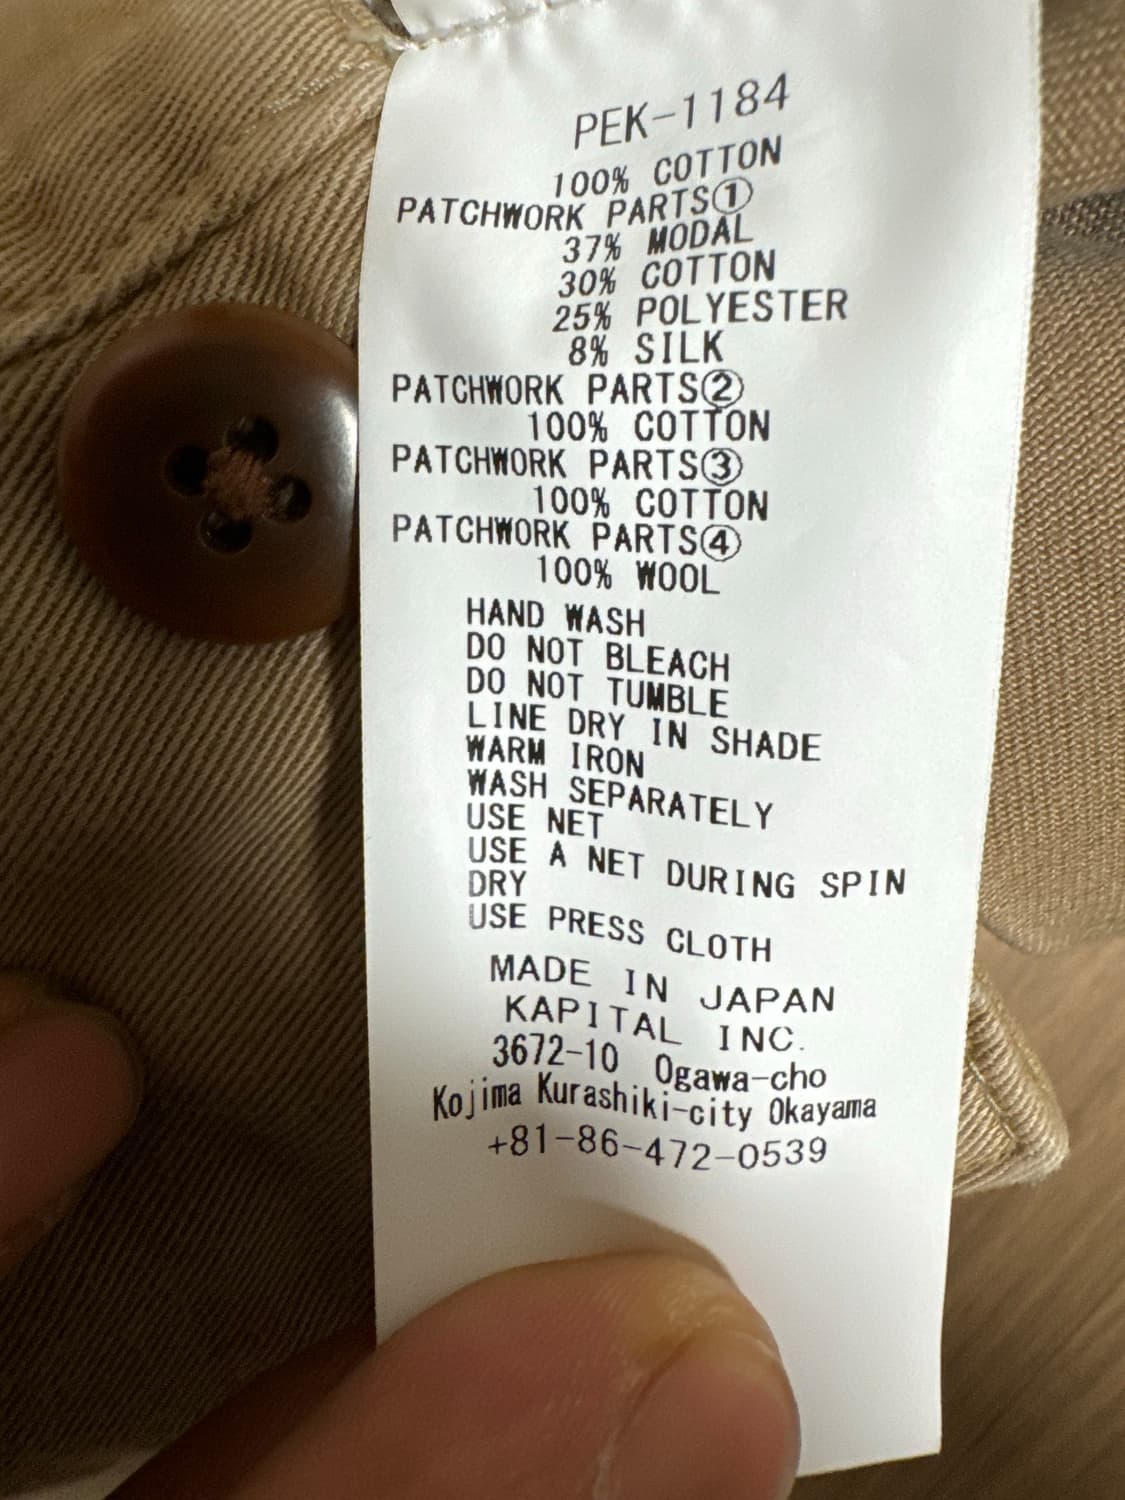 PEK-1184
100% COTTON
PATCHWORK PARTS①
37% MODAL
30% COTTON
25% POLYESTER
8% SILK
PATCHWORK PARTS②
100% COTTON
PATCHWORK PARTS③
100% COTTON
PATCHWORK PARTS④
100% WOOL
HAND WASH
DO NOT BLEACH
DO NOT TUMBLE
LINE DRY IN SHADE
WARM IRON
WASH SEPARATELY
USE NET
USE A NET DURING SPIN
DRY
USE PRESS CLOTH
MADE IN JAPAN
KAPITAL INC.
3672-10 Ogawa-cho
Kojima Kurashiki-city Okayama
+81-86-472-0539